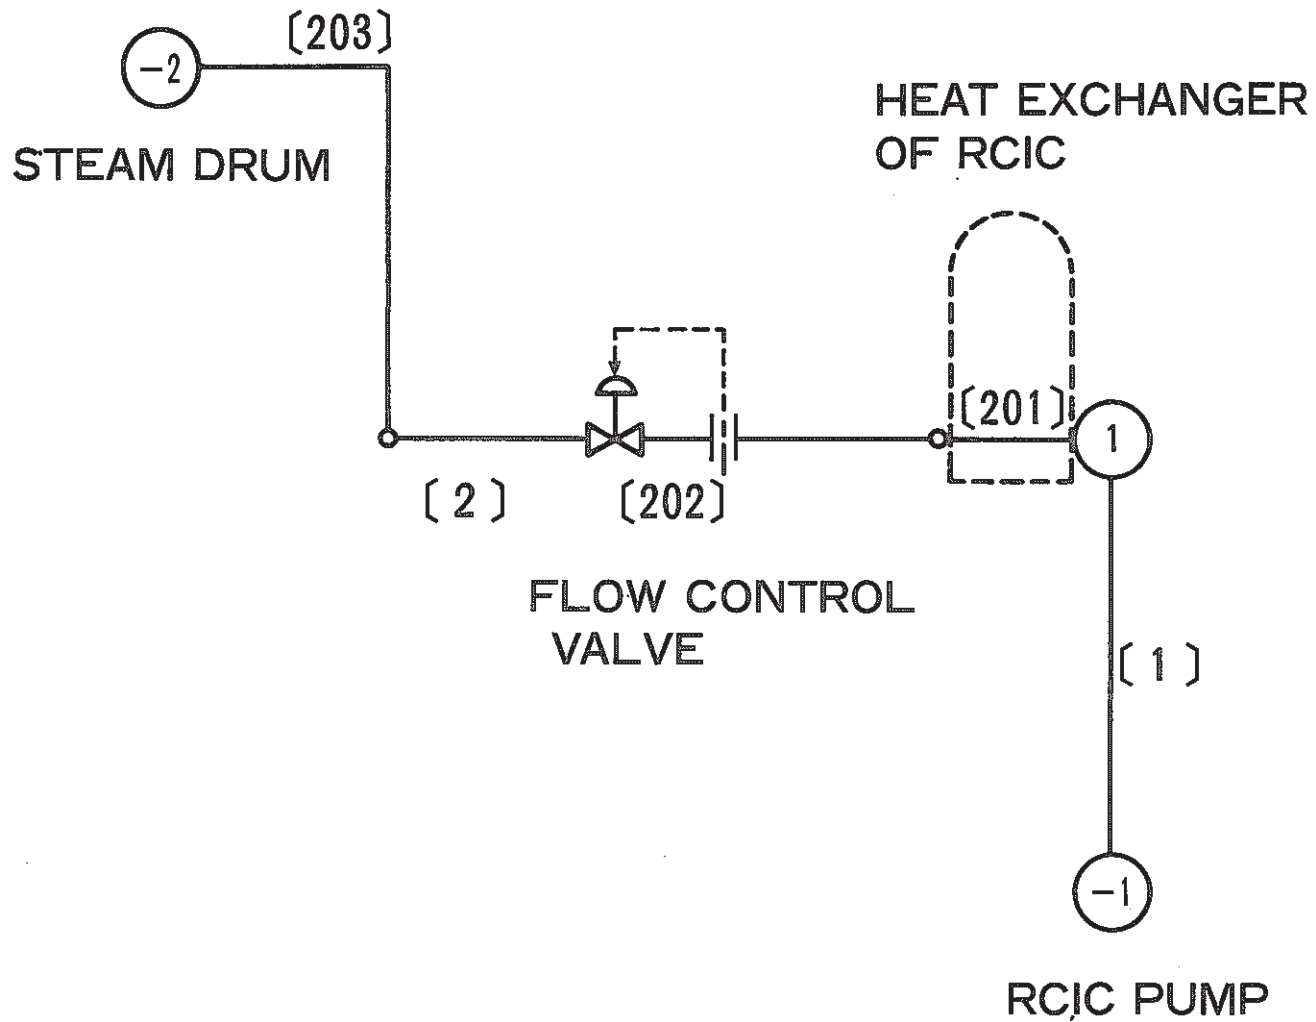 〔203〕
-2
STEAM DRUM
HEAT EXCHANGER
OF RCIC
〔201〕
1
〔2〕
〔202〕
FLOW CONTROL
VALVE
〔1〕
-1
RCIC PUMP